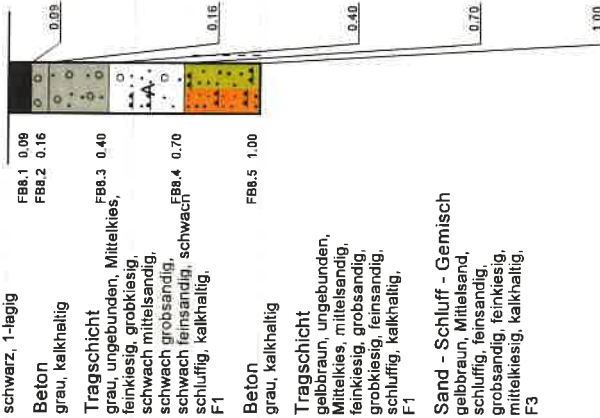 schwarz, 1-lagig
Beton
grau, kalkhaltig
Tragschicht
grau, ungebunden, Mittelkies,
feinkiesig, grobkiesig,
schwach mittelsandig,
schwach grobsandig,
schwach feinsandig, schwach
schluffig, kalkhaltig,
F1
Beton
grau, kalkhaltig
Tragschicht
gelbbraun, ungebunden,
Mittelkies, mittelsandig,
feinkiesig, grobsandig,
grobkiesig, feinsandig,
schluffig, kalkhaltig,
F1
Sand - Schluff - Gemisch
gelbbraun, Mittelsand,
schluffig, feinsandig,
grobsandig, feinkiesig,
mittelkiesig, kalkhaltig,
F3
FB8.1 0.09
FB8.2 0.16
FB8.3 0.40
FB8.4 0.70
FB8.5 1.00
A
0.09
0.16
0.40
0.70
1.00